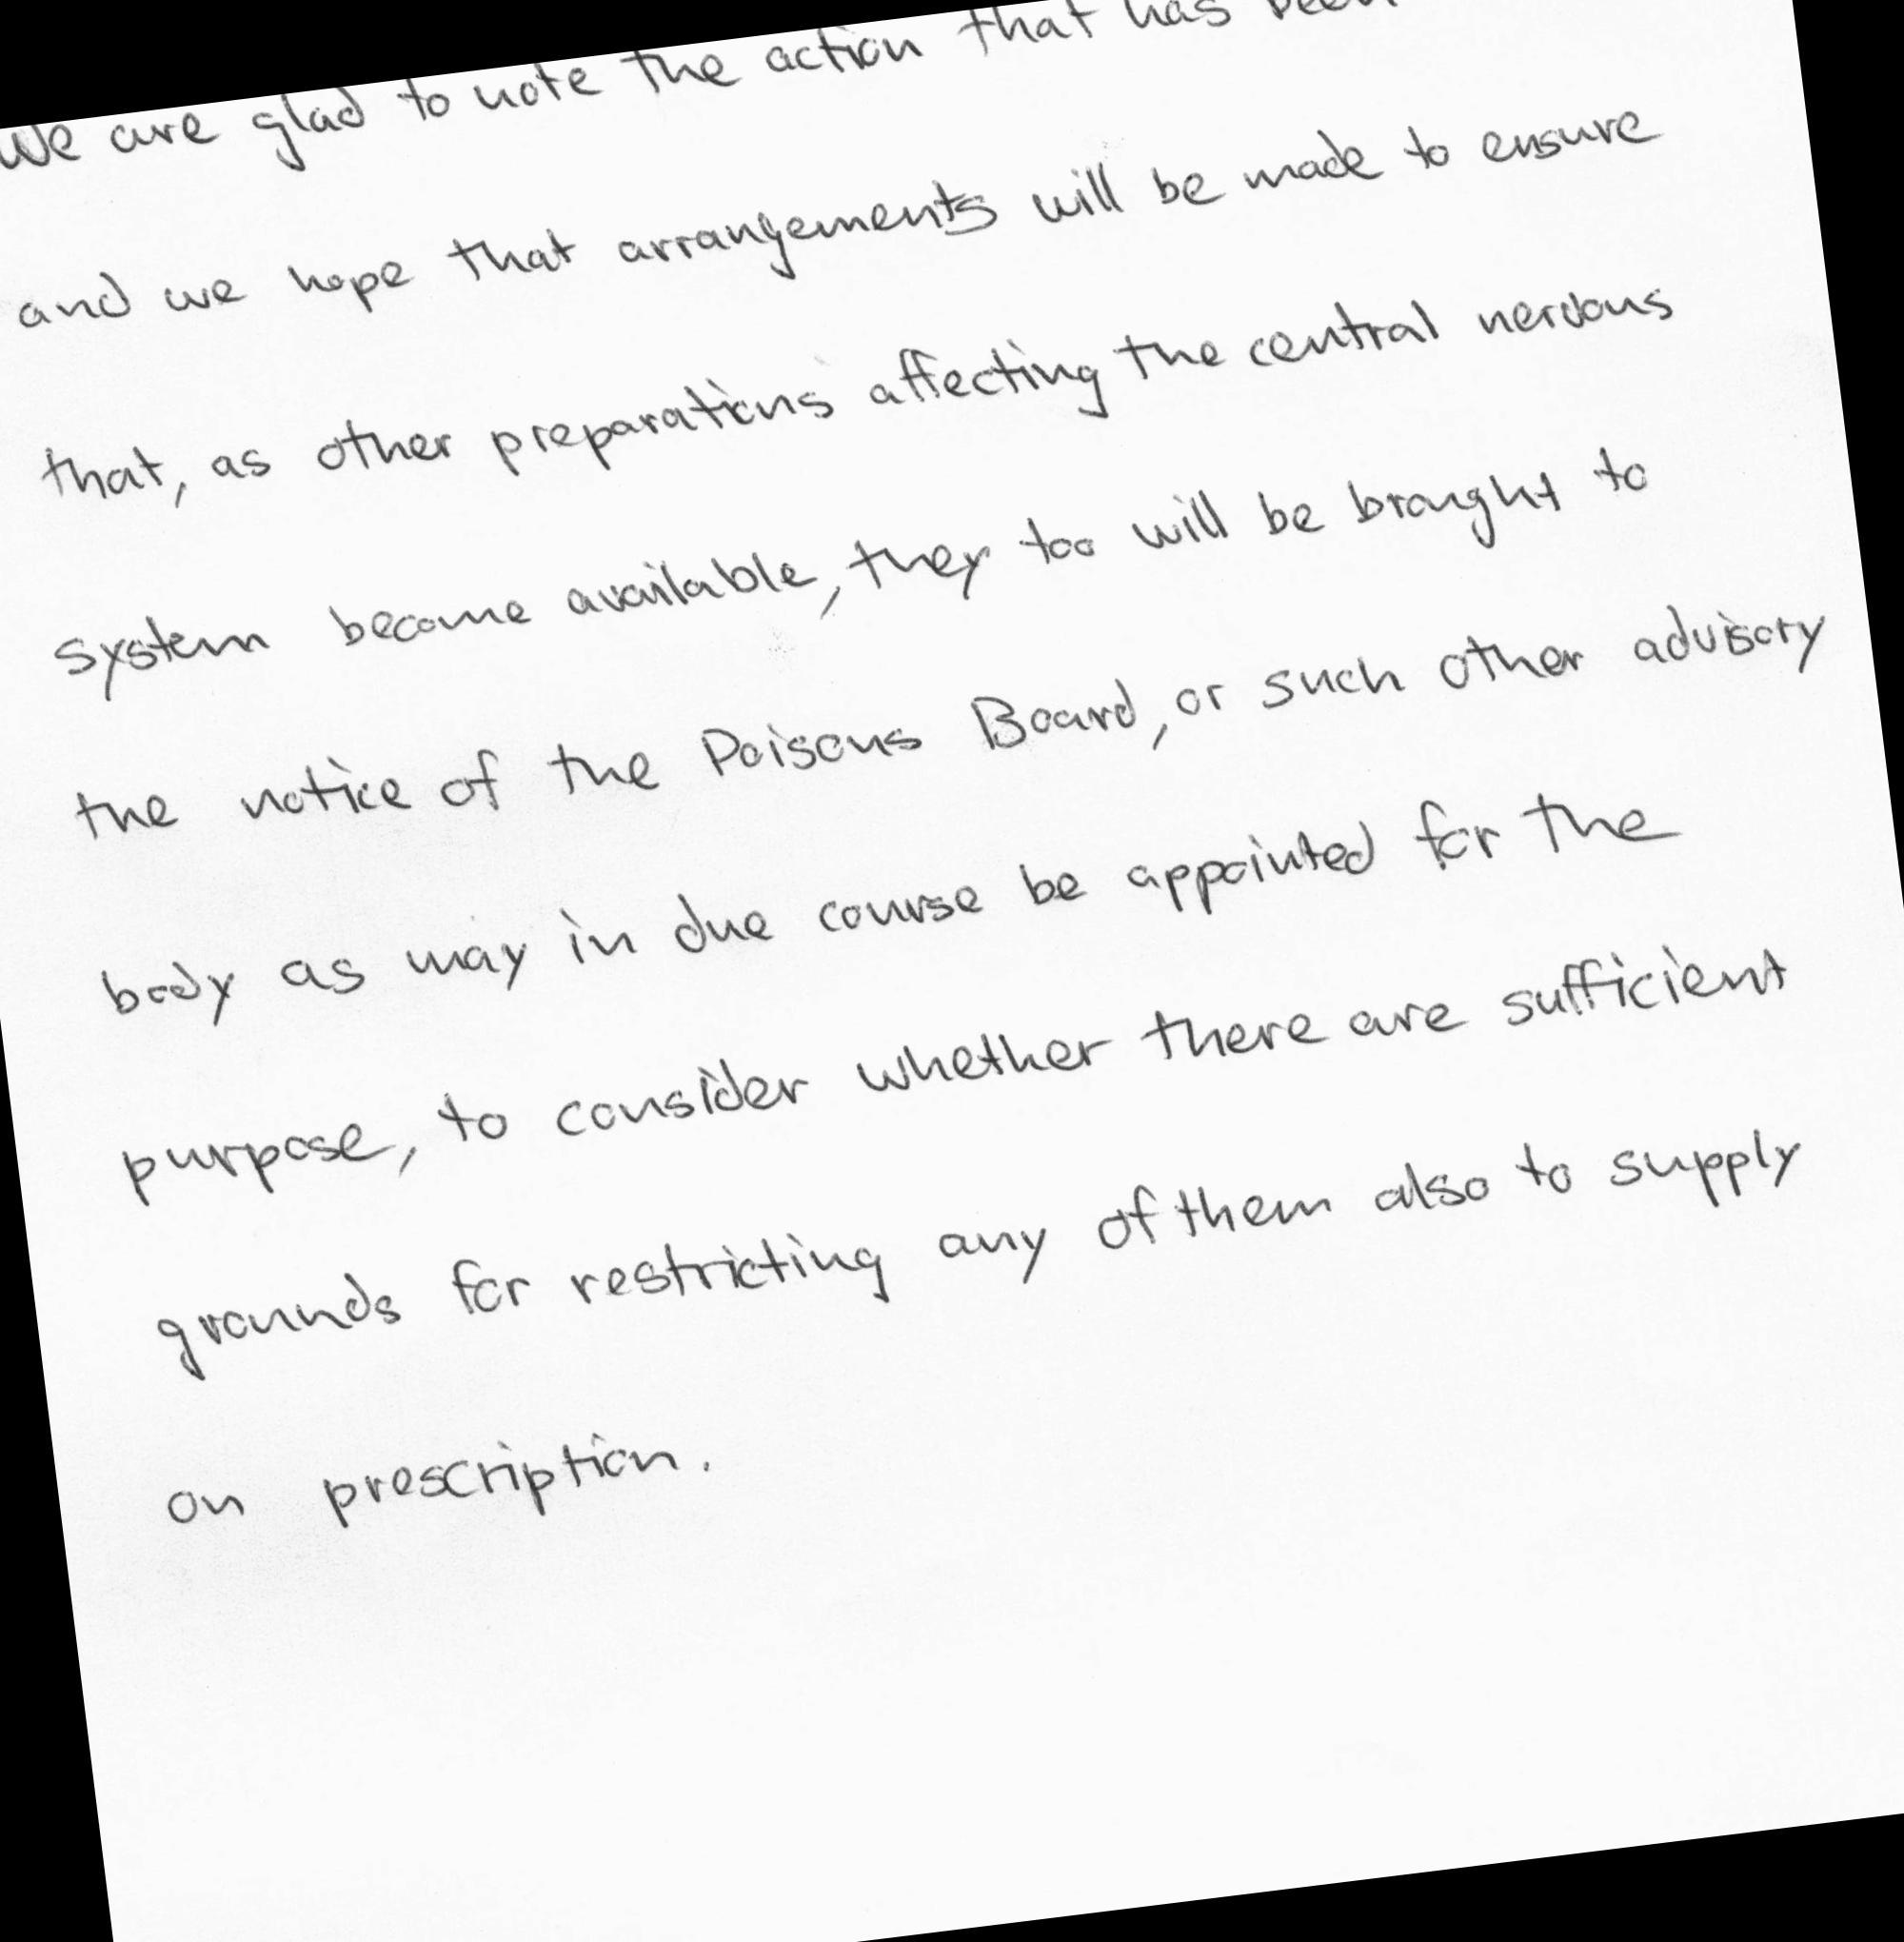 We are glad to note the action that has been
and we hope that arrangements will be made to ensure
that, as other preparations affecting the central nervous
system become available, they too will be brought to
the notice of the Poisons Board, or such other advisory
body as may in due course be appointed for the
purpose, to consider whether there are sufficient
grounds for restricting any of them also to supply
on prescription.